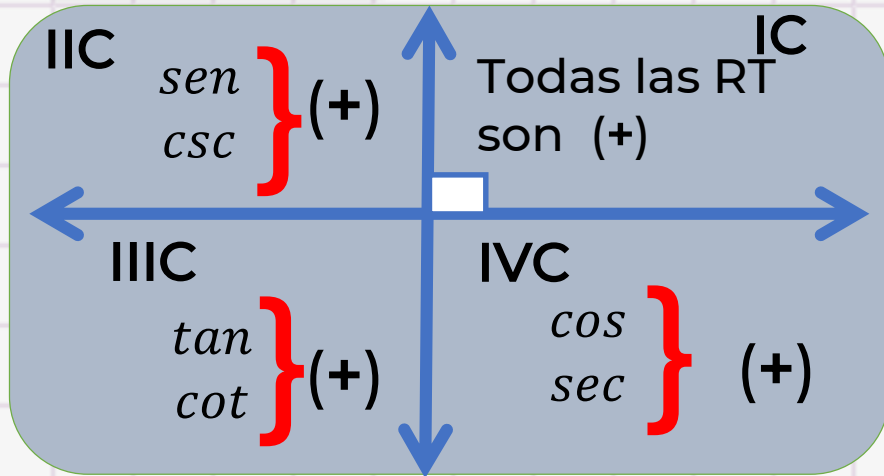 IIC
sen
csc
(+)
IC
Todas las RT
son (+)
IIIC
tan
cot
(+)
IVC
cos
sec
(+)